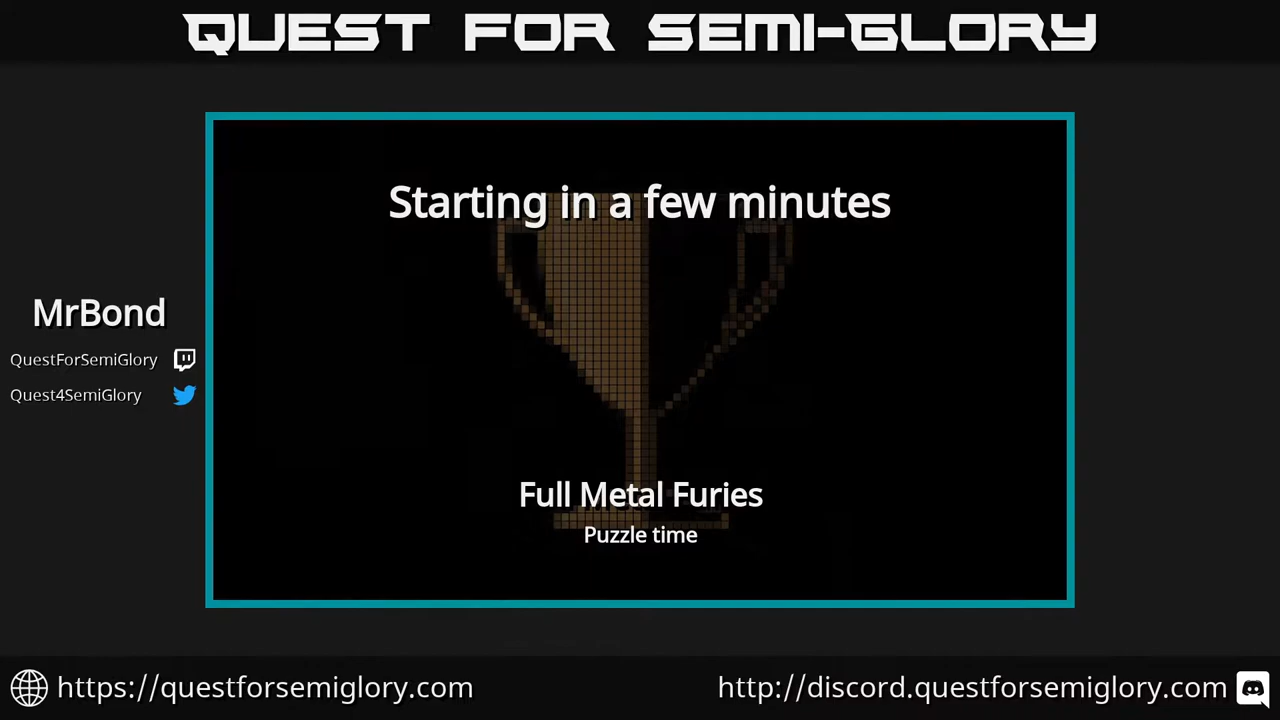 QUEST FOR SEMI-GLORY
Starting in a few minutes
MrBond
QuestForSemiGlory
Quest4SemiGlory
Full Metal Furies
Puzzle time
https://questforsemiglory.com
http://discord.questforsemiglory.com